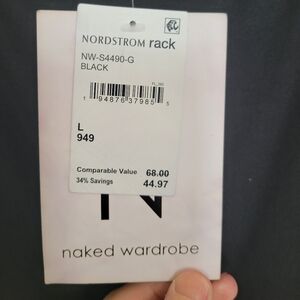 NORDSTROM rack
NW-S4490-G
BLACK
1 94876 37985 5
L
949
Comparable Value 68.00
34% Savings 44.97
N
naked wardrobe